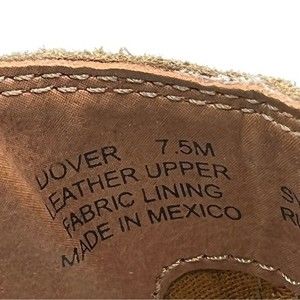 DOVER 7.5M
LEATHER UPPER
FABRIC LINING
MADE IN MEXICO